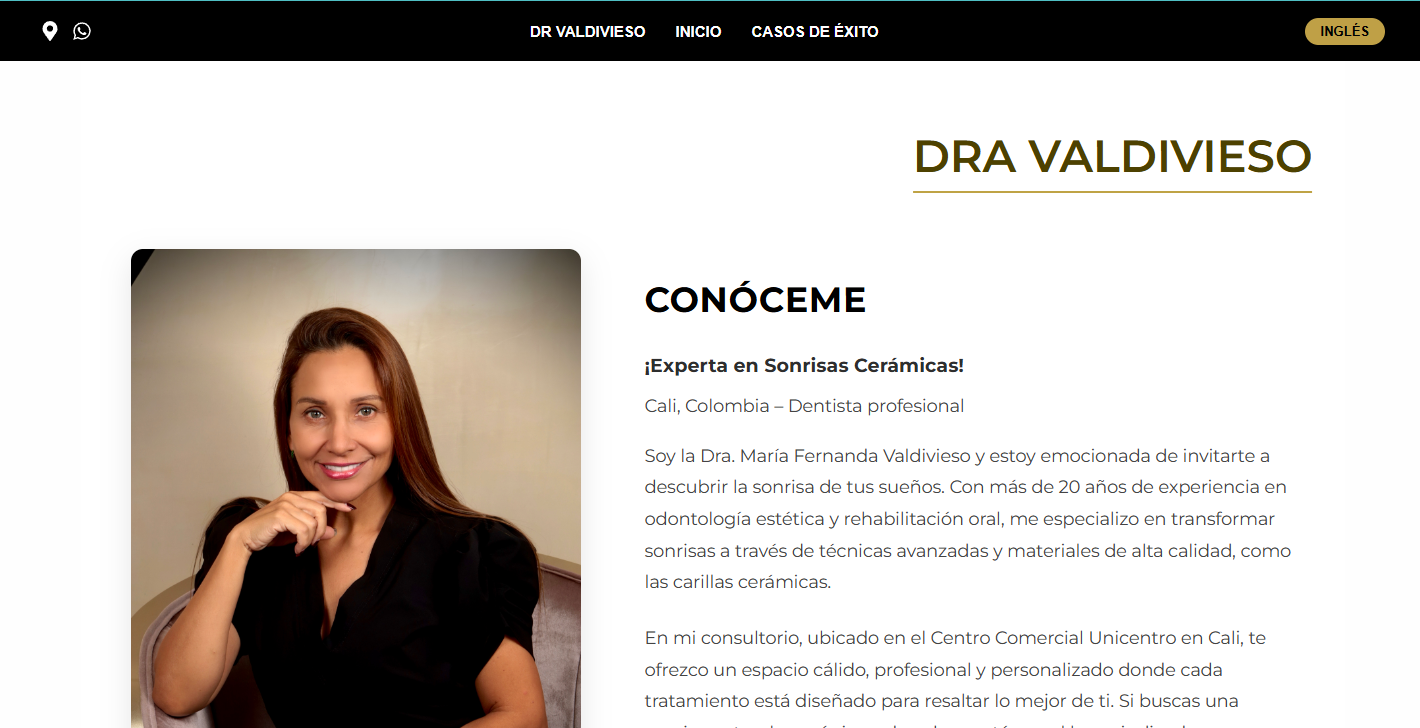 DR VALDIVIESO INICIO CASOS DE ÉXITO INGLÉS
DRA VALDIVIESO
CONÓCEME
¡Experta en Sonrisas Cerámicas!
Cali, Colombia – Dentista profesional
Soy la Dra. María Fernanda Valdivieso y estoy emocionada de invitarte a
descubrir la sonrisa de tus sueños. Con más de 20 años de experiencia en
odontología estética y rehabilitación oral, me especializo en transformar
sonrisas a través de técnicas avanzadas y materiales de alta calidad, como
las carillas cerámicas.
En mi consultorio, ubicado en el Centro Comercial Unicentro en Cali, te
ofrezco un espacio cálido, profesional y personalizado donde cada
tratamiento está diseñado para resaltar lo mejor de ti. Si buscas una